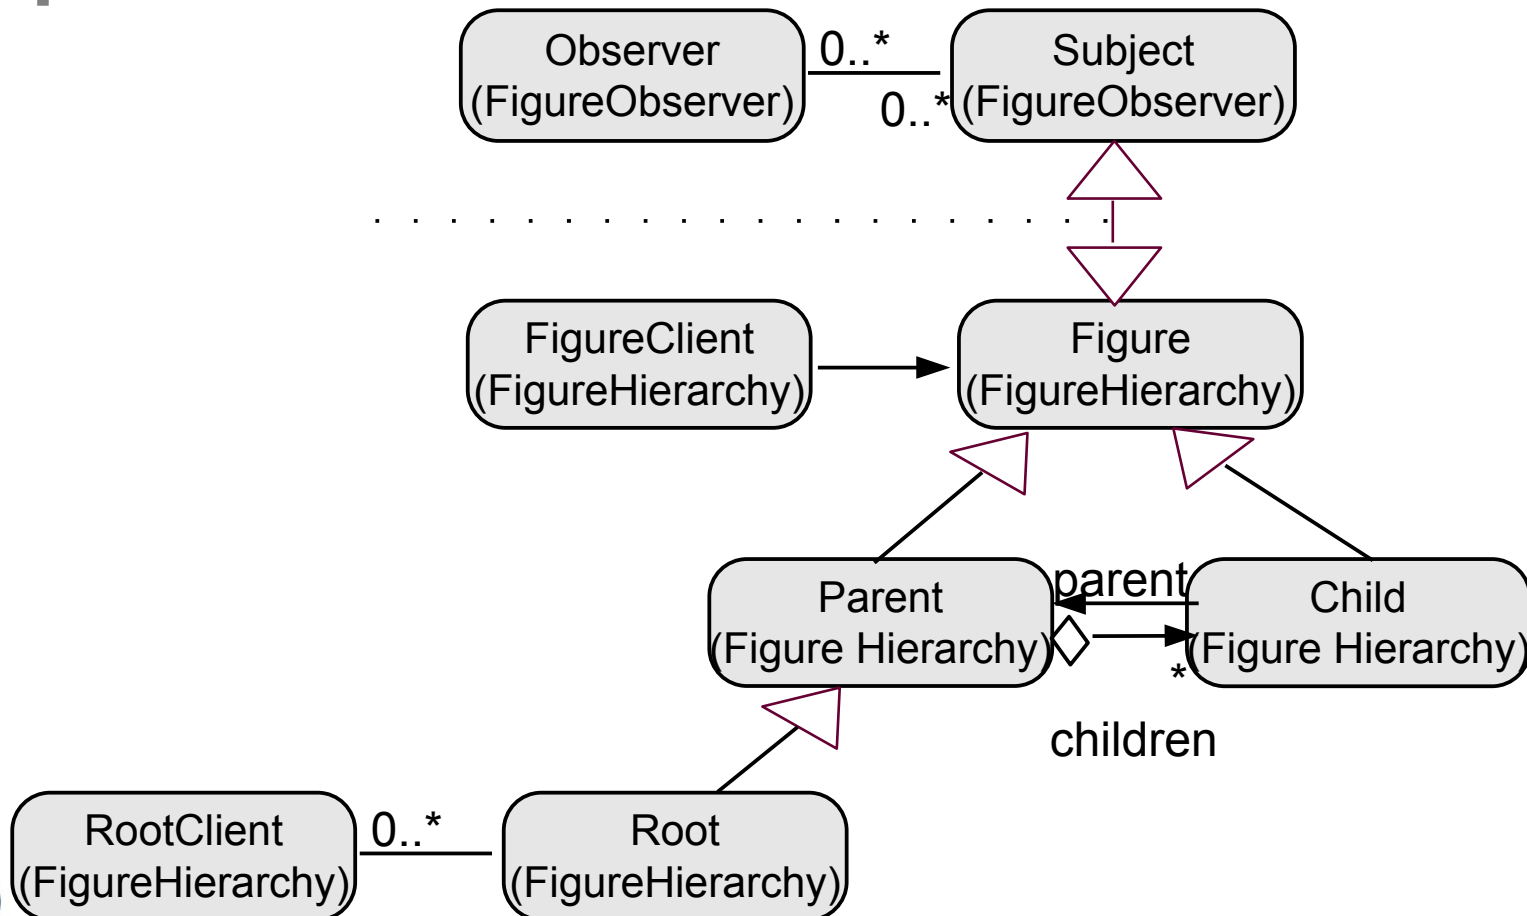 Observer
(FigureObserver)
0..*
0..*
Subject
(FigureObserver)
FigureClient
(FigureHierarchy)
Figure
(FigureHierarchy)
Parent
(Figure Hierarchy)
parent
*
children
Child
(Figure Hierarchy)
RootClient
(FigureHierarchy)
0..*
Root
(FigureHierarchy)